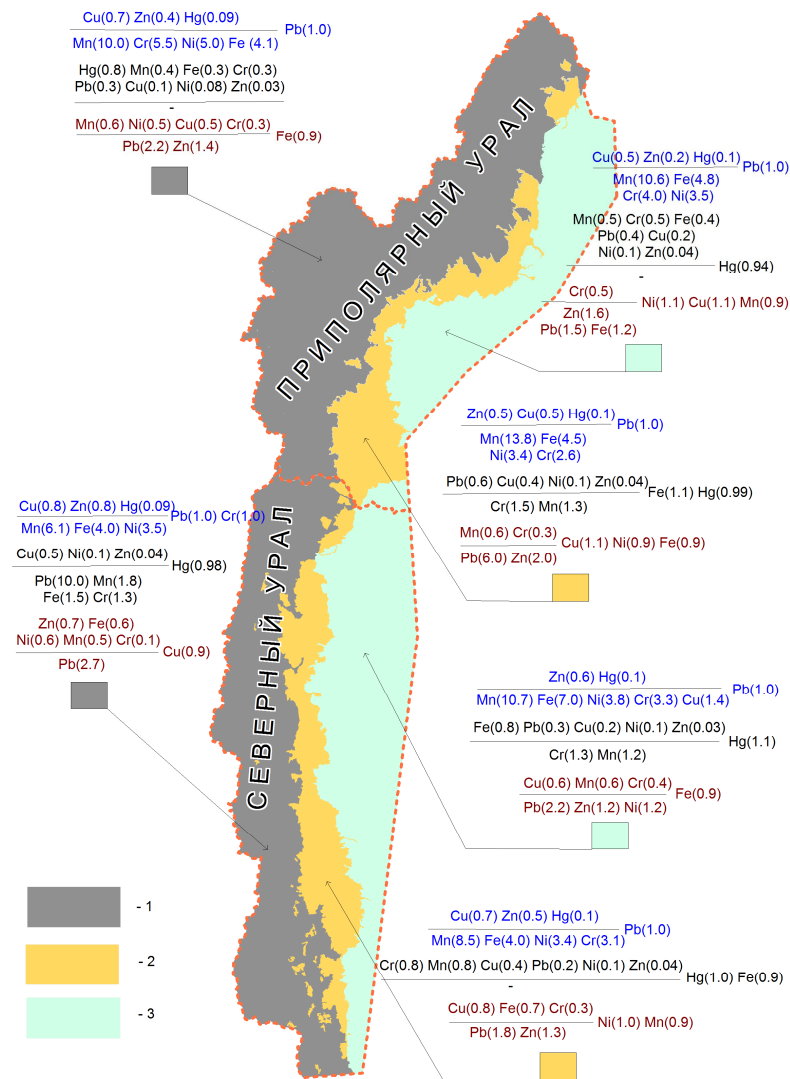 Cu(0.7) Zn(0.4) Hg(0.09)
Pb(1.0)
Mn(10.0) Cr(5.5) Ni(5.0) Fe (4.1)
Hg(0.8) Mn(0.4) Fe(0.3) Cr(0.3)
Pb(0.3) Cu(0.1) Ni(0.08) Zn(0.03)
-
Mn(0.6) Ni(0.5) Cu(0.5) Cr(0.3)
Fe(0.9)
Pb(2.2) Zn(1.4)
ПРИПОЛЯРНЫЙ УРАЛ
Cu(0.5) Zn(0.2) Hg(0.1)
Pb(1.0)
Mn(10.6) Fe(4.8)
Cr(4.0) Ni(3.5)
Mn(0.5) Cr(0.5) Fe(0.4)
Pb(0.4) Cu(0.2)
Ni(0.1) Zn(0.04)
Hg(0.94)
-
Cr(0.5)
Ni(1.1) Cu(1.1) Mn(0.9)
Zn(1.6)
Pb(1.5) Fe(1.2)
Zn(0.5) Cu(0.5) Hg(0.1)
Pb(1.0)
Mn(13.8) Fe(4.5)
Ni(3.4) Cr(2.6)
Pb(0.6) Cu(0.4) Ni(0.1) Zn(0.04)
Fe(1.1) Hg(0.99)
Cr(1.5) Mn(1.3)
Mn(0.6) Cr(0.3)
Cu(1.1) Ni(0.9) Fe(0.9)
Pb(6.0) Zn(2.0)
Cu(0.8) Zn(0.8) Hg(0.09)
Pb(1.0) Cr(1.0)
Mn(6.1) Fe(4.0) Ni(3.5)
Cu(0.5) Ni(0.1) Zn(0.04)
Hg(0.98)
Pb(10.0) Mn(1.8)
Fe(1.5) Cr(1.3)
Zn(0.7) Fe(0.6)
Ni(0.6) Mn(0.5) Cr(0.1)
Cu(0.9)
Pb(2.7)
СЕВЕРНЫЙ УРАЛ
Zn(0.6) Hg(0.1)
Pb(1.0)
Mn(10.7) Fe(7.0) Ni(3.8) Cr(3.3) Cu(1.4)
Fe(0.8) Pb(0.3) Cu(0.2) Ni(0.1) Zn(0.03)
Hg(1.1)
Cr(1.3) Mn(1.2)
Cu(0.6) Mn(0.6) Cr(0.4)
Fe(0.9)
Pb(2.2) Zn(1.2) Ni(1.2)
- 1
- 2
- 3
Cu(0.7) Zn(0.5) Hg(0.1)
Pb(1.0)
Mn(8.5) Fe(4.0) Ni(3.4) Cr(3.1)
Cr(0.8) Mn(0.8) Cu(0.4) Pb(0.2) Ni(0.1) Zn(0.04)
Hg(1.0) Fe(0.9)
-
Cu(0.8) Fe(0.7) Cr(0.3)
Ni(1.0) Mn(0.9)
Pb(1.8) Zn(1.3)